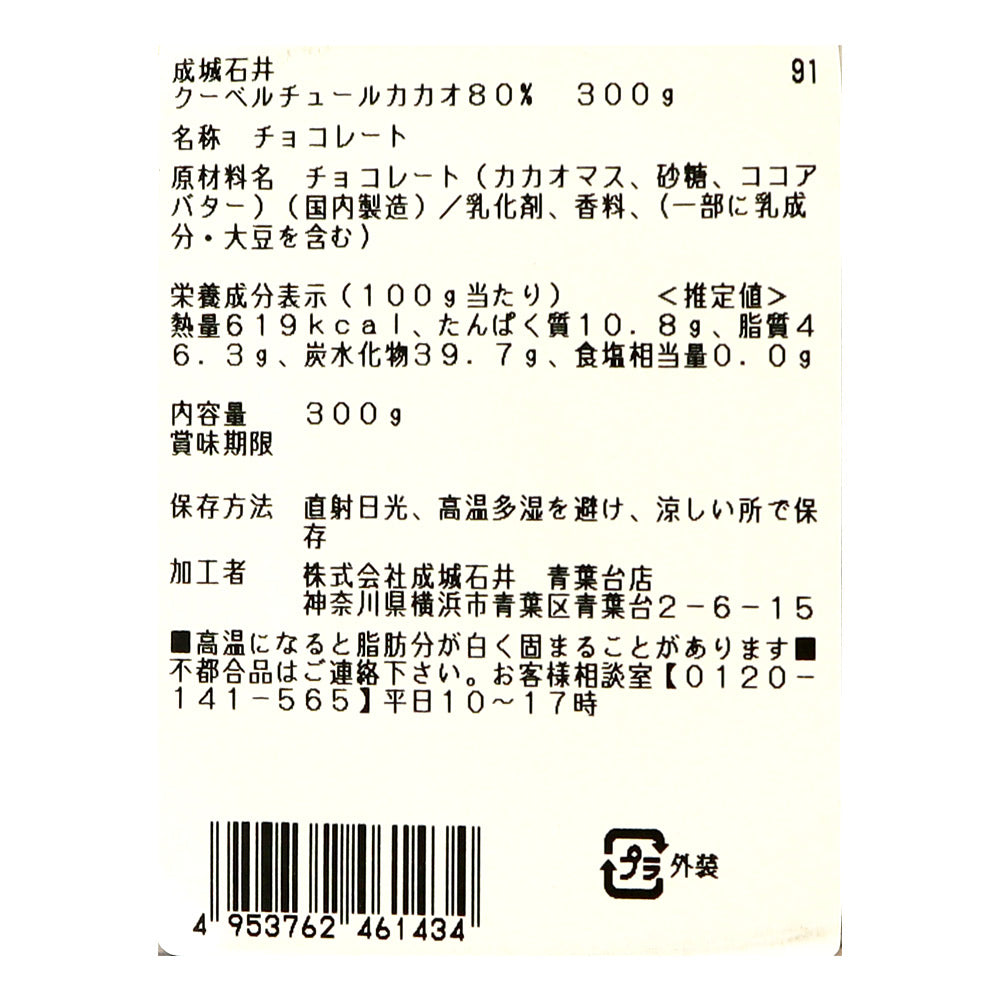 成城石井 91
クーベルチュールカカオ80% 300g
名称 チョコレート
原材料名 チョコレート(カカオマス、砂糖、ココア
バター)(国内製造)/乳化剤、香料、(一部に乳成
分・大豆を含む)
栄養成分表示(100g当たり) <推定値>
熱量619kcal、たんぱく質10.8g、脂質4
6.3g、炭水化物39.7g、食塩相当量0.0g
内容量 300g
賞味期限
保存方法 直射日光、高温多湿を避け、涼しい所で保
存
加工者 株式会社成城石井 青葉台店
神奈川県横浜市青葉区青葉台2-6-15
■高温になると脂肪分が白く固まることがあります■
不都合品はご連絡下さい。お客様相談室【0120-
141-565】平日10~17時
プラ 外装
4 953762 461434